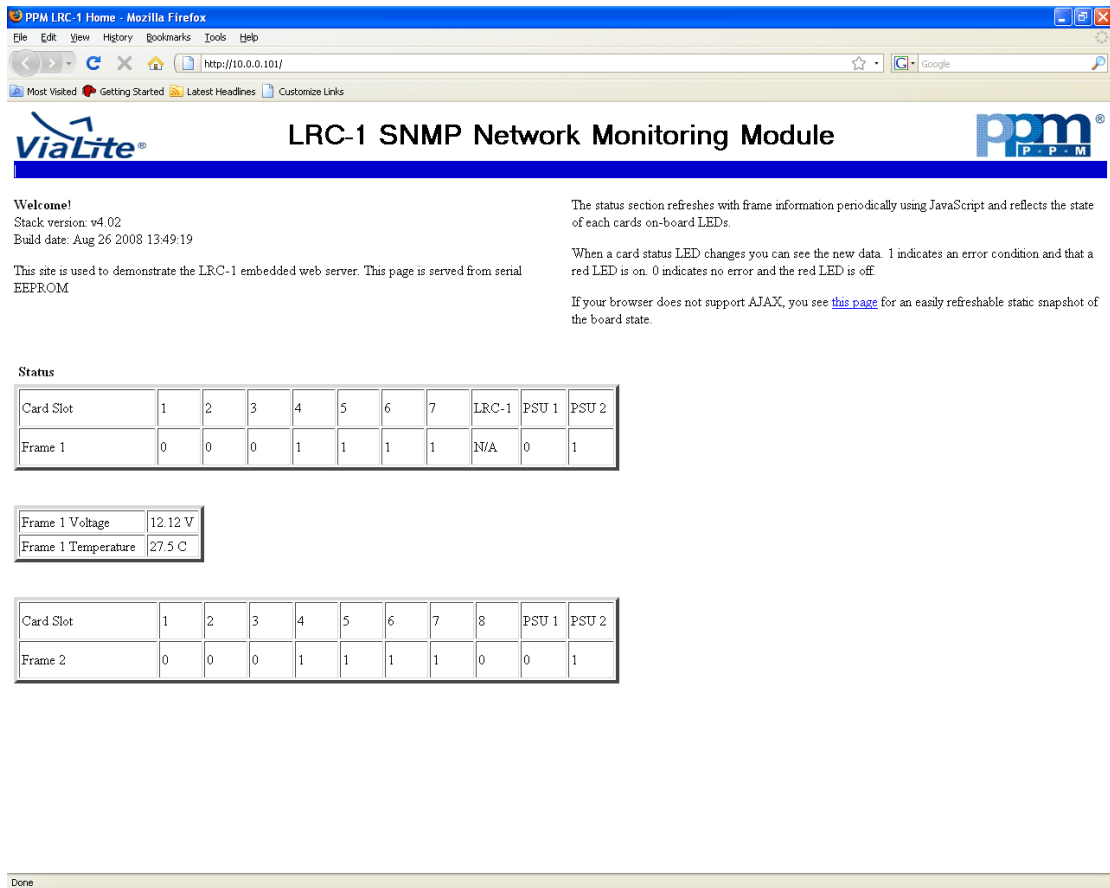 PPM LRC-1 Home - Mozilla Firefox
File Edit View History Bookmarks Tools Help
http://10.0.0.101/
G Google
Most Visited Getting Started Latest Headlines Customize Links
ViaLite®
LRC-1 SNMP Network Monitoring Module
ppm®
P·P·M
Welcome!
Stack version: v4.02
Build date: Aug 26 2008 13:49:19
This site is used to demonstrate the LRC-1 embedded web server. This page is served from serial
EEPROM
The status section refreshes with frame information periodically using JavaScript and reflects the state
of each cards on-board LEDs.
When a card status LED changes you can see the new data. 1 indicates an error condition and that a
red LED is on. 0 indicates no error and the red LED is off.
If your browser does not support AJAX, you see this page for an easily refreshable static snapshot of
the board state.
Status
Card Slot 1 2 3 4 5 6 7 LRC-1 PSU 1 PSU 2
Frame 1 0 0 0 1 1 1 1 N/A 0 1
Frame 1 Voltage 12.12 V
Frame 1 Temperature 27.5 C
Card Slot 1 2 3 4 5 6 7 8 PSU 1 PSU 2
Frame 2 0 0 0 1 1 1 1 0 0 1
Done